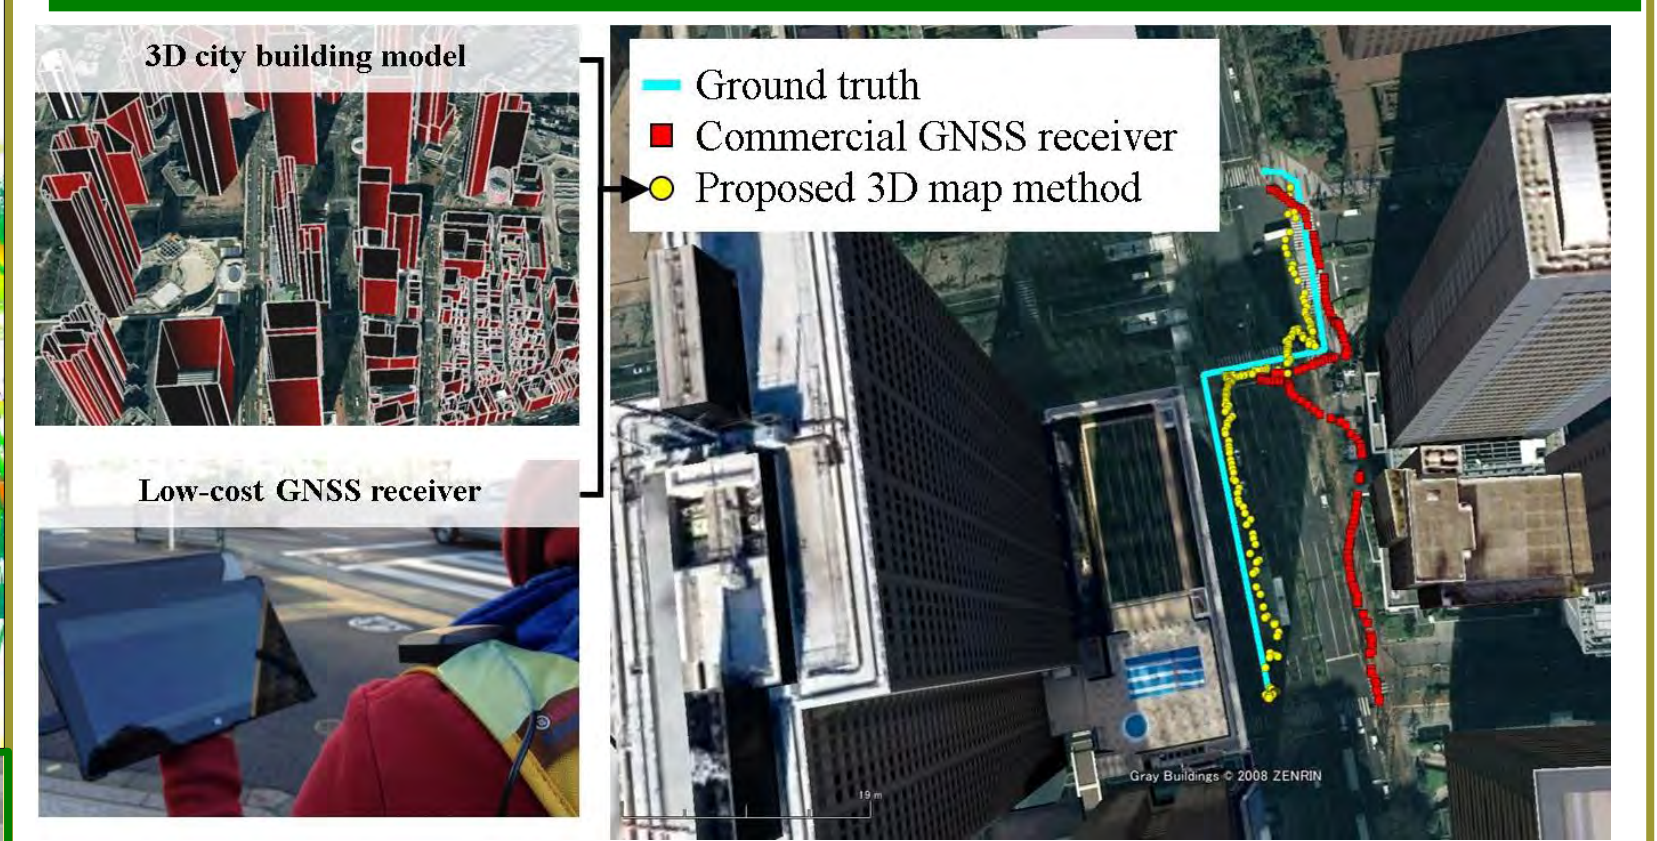 3D city building model
Low-cost GNSS receiver
Ground truth
Commercial GNSS receiver
Proposed 3D map method
Gray Buildings © 2008 ZENRIN
19 m